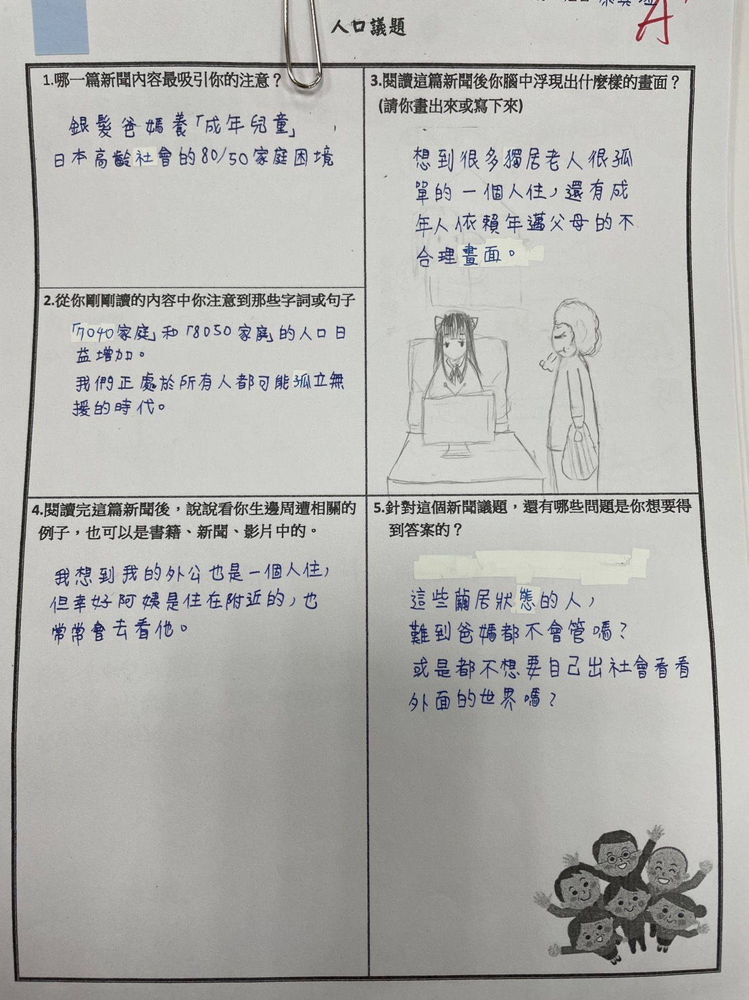 人口議題
A+
1.哪一篇新聞內容最吸引你的注意？
銀髮爸媽養「成年兒童」
日本高齡社會的80/50家庭困境
2.從你剛剛讀的內容中你注意到那些字詞或句子
「7040家庭」和「8050家庭」的人口日
益增加。
我們正處於所有人都可能孤立無
援的時代。
3.閱讀這篇新聞後你腦中浮現出什麼樣的畫面？
(請你畫出來或寫下來)
想到很多獨居老人很孤
單的一個人住，還有成
年人依賴年邁父母的不
合理畫面。
4.閱讀完這篇新聞後，說說看你生邊周遭相關的
例子，也可以是書籍、新聞、影片中的。
我想到我的外公也是一個人住，
但幸好阿姨是住在附近的，也
常常會去看他。
5.針對這個新聞議題，還有哪些問題是你想要得
到答案的？
這些繭居狀態的人，
難到爸媽都不會管嗎？
或是都不想要自己出社會看看
外面的世界嗎？